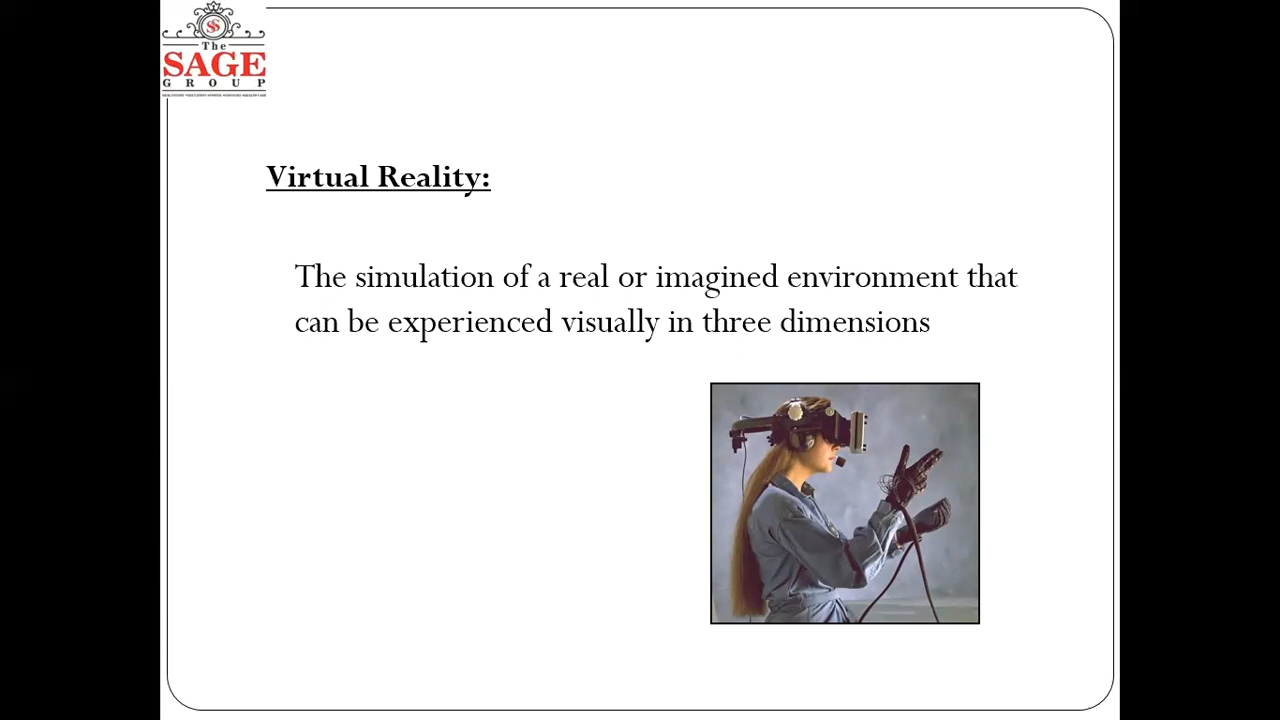 The
SAGE
GROUP
Virtual Reality:
The simulation of a real or imagined environment that
can be experienced visually in three dimensions